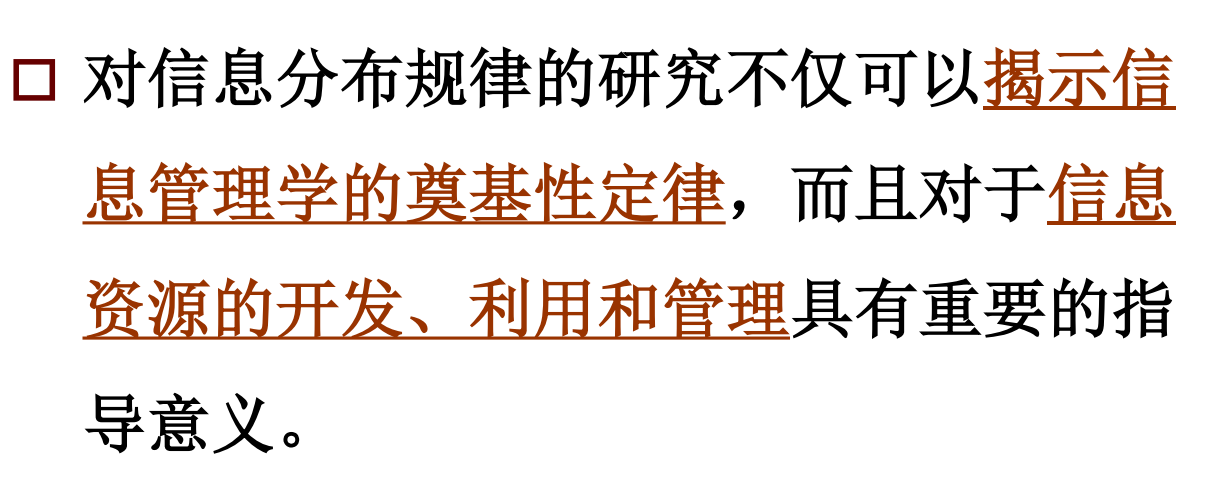 对信息分布规律的研究不仅可以揭示信
息管理学的奠基性定律，而且对于信息
资源的开发、利用和管理具有重要的指
导意义。